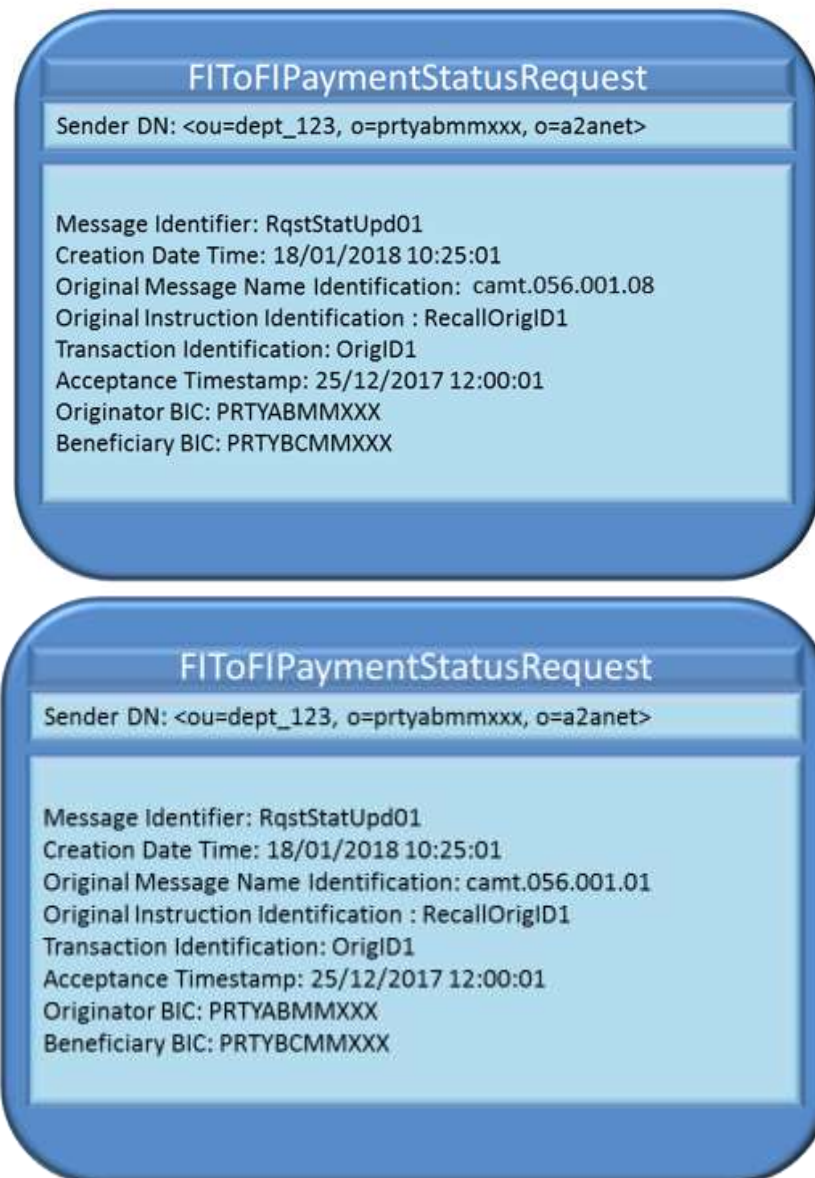 FIToFIPaymentStatusRequest
Sender DN: <ou=dept_123, o=prtyabmmxxx, o=a2anet>
Message Identifier: RqstStatUpd01
Creation Date Time: 18/01/2018 10:25:01
Original Message Name Identification: camt.056.001.08
Original Instruction Identification : RecallOrigID1
Transaction Identification: OrigID1
Acceptance Timestamp: 25/12/2017 12:00:01
Originator BIC: PRTYABMMXXX
Beneficiary BIC: PRTYBCMMXXX
FIToFIPaymentStatusRequest
Sender DN: <ou=dept_123, o=prtyabmmxxx, o=a2anet>
Message Identifier: RqstStatUpd01
Creation Date Time: 18/01/2018 10:25:01
Original Message Name Identification: camt.056.001.01
Original Instruction Identification : RecallOrigID1
Transaction Identification: OrigID1
Acceptance Timestamp: 25/12/2017 12:00:01
Originator BIC: PRTYABMMXXX
Beneficiary BIC: PRTYBCMMXXX